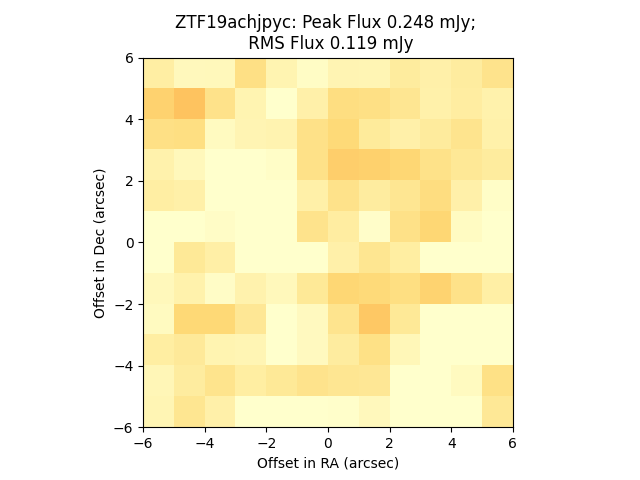 ZTF19achjpyc: Peak Flux 0.248 mJy;
RMS Flux 0.119 mJy
6
4
2
0
−2
−4
−6
Offset in Dec (arcsec)
−6 −4 −2 0 2 4 6
Offset in RA (arcsec)